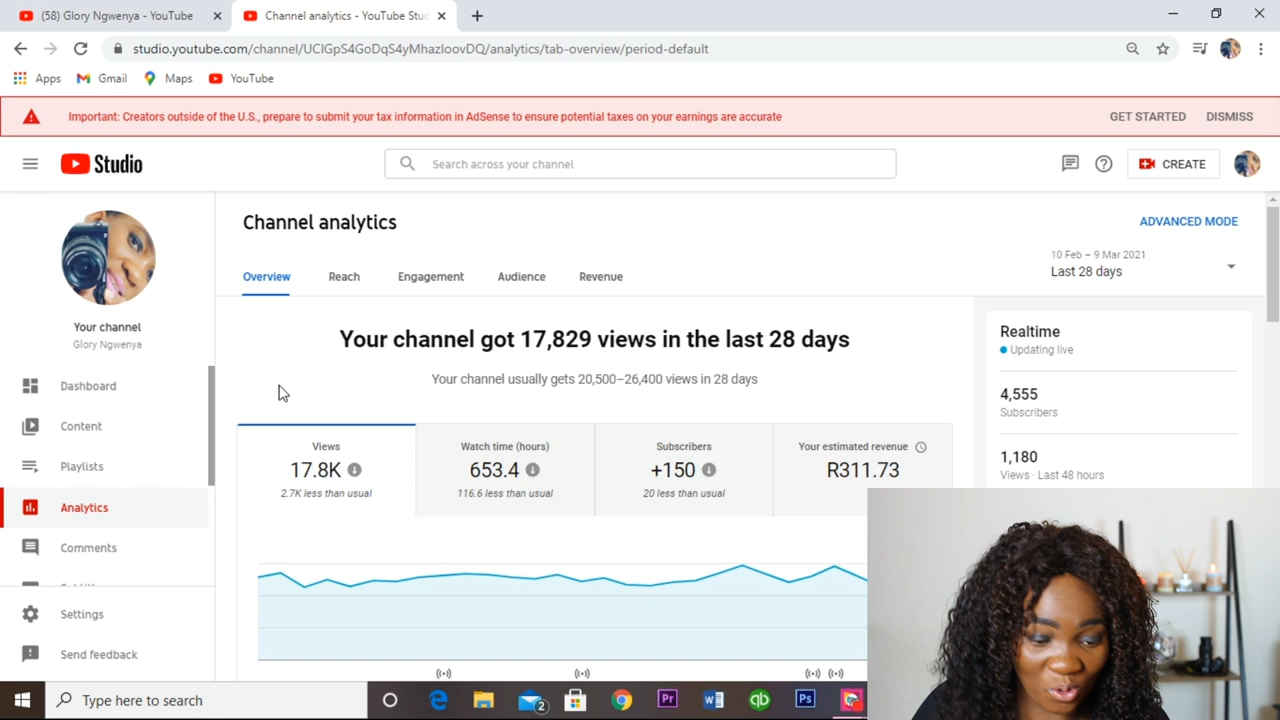 (58) Glory Ngwenya - YouTube
Channel analytics - YouTube Stud
studio.youtube.com/channel/UClGpS4GoDqS4yMhazIoovDQ/analytics/tab-overview/period-default
Apps
Gmail
Maps
YouTube
Important: Creators outside of the U.S., prepare to submit your tax information in AdSense to ensure potential taxes on your earnings are accurate
GET STARTED
DISMISS
Studio
Search across your channel
CREATE
Your channel
Glory Ngwenya
Dashboard
Content
Playlists
Analytics
Comments
Settings
Send feedback
Channel analytics
ADVANCED MODE
10 Feb – 9 Mar 2021
Last 28 days
Overview
Reach
Engagement
Audience
Revenue
Your channel got 17,829 views in the last 28 days
Your channel usually gets 20,500–26,400 views in 28 days
Views
17.8K
2.7K less than usual
Watch time (hours)
653.4
116.6 less than usual
Subscribers
+150
20 less than usual
Your estimated revenue
R311.73
Realtime
Updating live
4,555
Subscribers
1,180
Views · Last 48 hours
Type here to search
2
Pr
W
qb
Ps